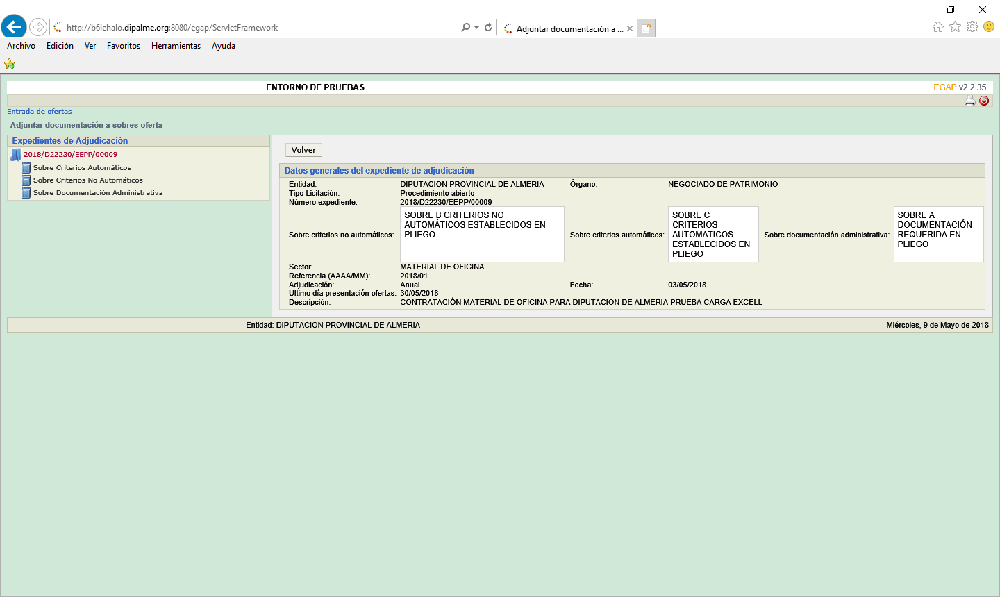 http://b6lehalo.dipalme.org:8080/egap/ServletFramework
Adjuntar documentación a ...
Archivo Edición Ver Favoritos Herramientas Ayuda
ENTORNO DE PRUEBAS
EGAP v2.2.35
Entrada de ofertas
Adjuntar documentación a sobres oferta
Expedientes de Adjudicación
2018/D22230/EEPP/00009
Sobre Criterios Automáticos
Sobre Criterios No Automáticos
Sobre Documentación Administrativa
Volver
Datos generales del expediente de adjudicación
Entidad: DIPUTACION PROVINCIAL DE ALMERIA Órgano: NEGOCIADO DE PATRIMONIO
Tipo Licitación: Procedimiento abierto
Número expediente: 2018/D22230/EEPP/00009
Sobre criterios no automáticos:
SOBRE B CRITERIOS NO
AUTOMÁTICOS ESTABLECIDOS EN
PLIEGO
Sobre criterios automáticos:
SOBRE C
CRITERIOS
AUTOMATICOS
ESTABLECIDOS EN
PLIEGO
Sobre documentación administrativa:
SOBRE A
DOCUMENTACIÓN
REQUERIDA EN
PLIEGO
Sector: MATERIAL DE OFICINA
Referencia (AAAA/MM): 2018/01
Adjudicación: Anual Fecha: 03/05/2018
Ultimo día presentación ofertas: 30/05/2018
Descripción: CONTRATACIÓN MATERIAL DE OFICINA PARA DIPUTACION DE ALMERIA PRUEBA CARGA EXCELL
Entidad: DIPUTACION PROVINCIAL DE ALMERIA Miércoles, 9 de Mayo de 2018